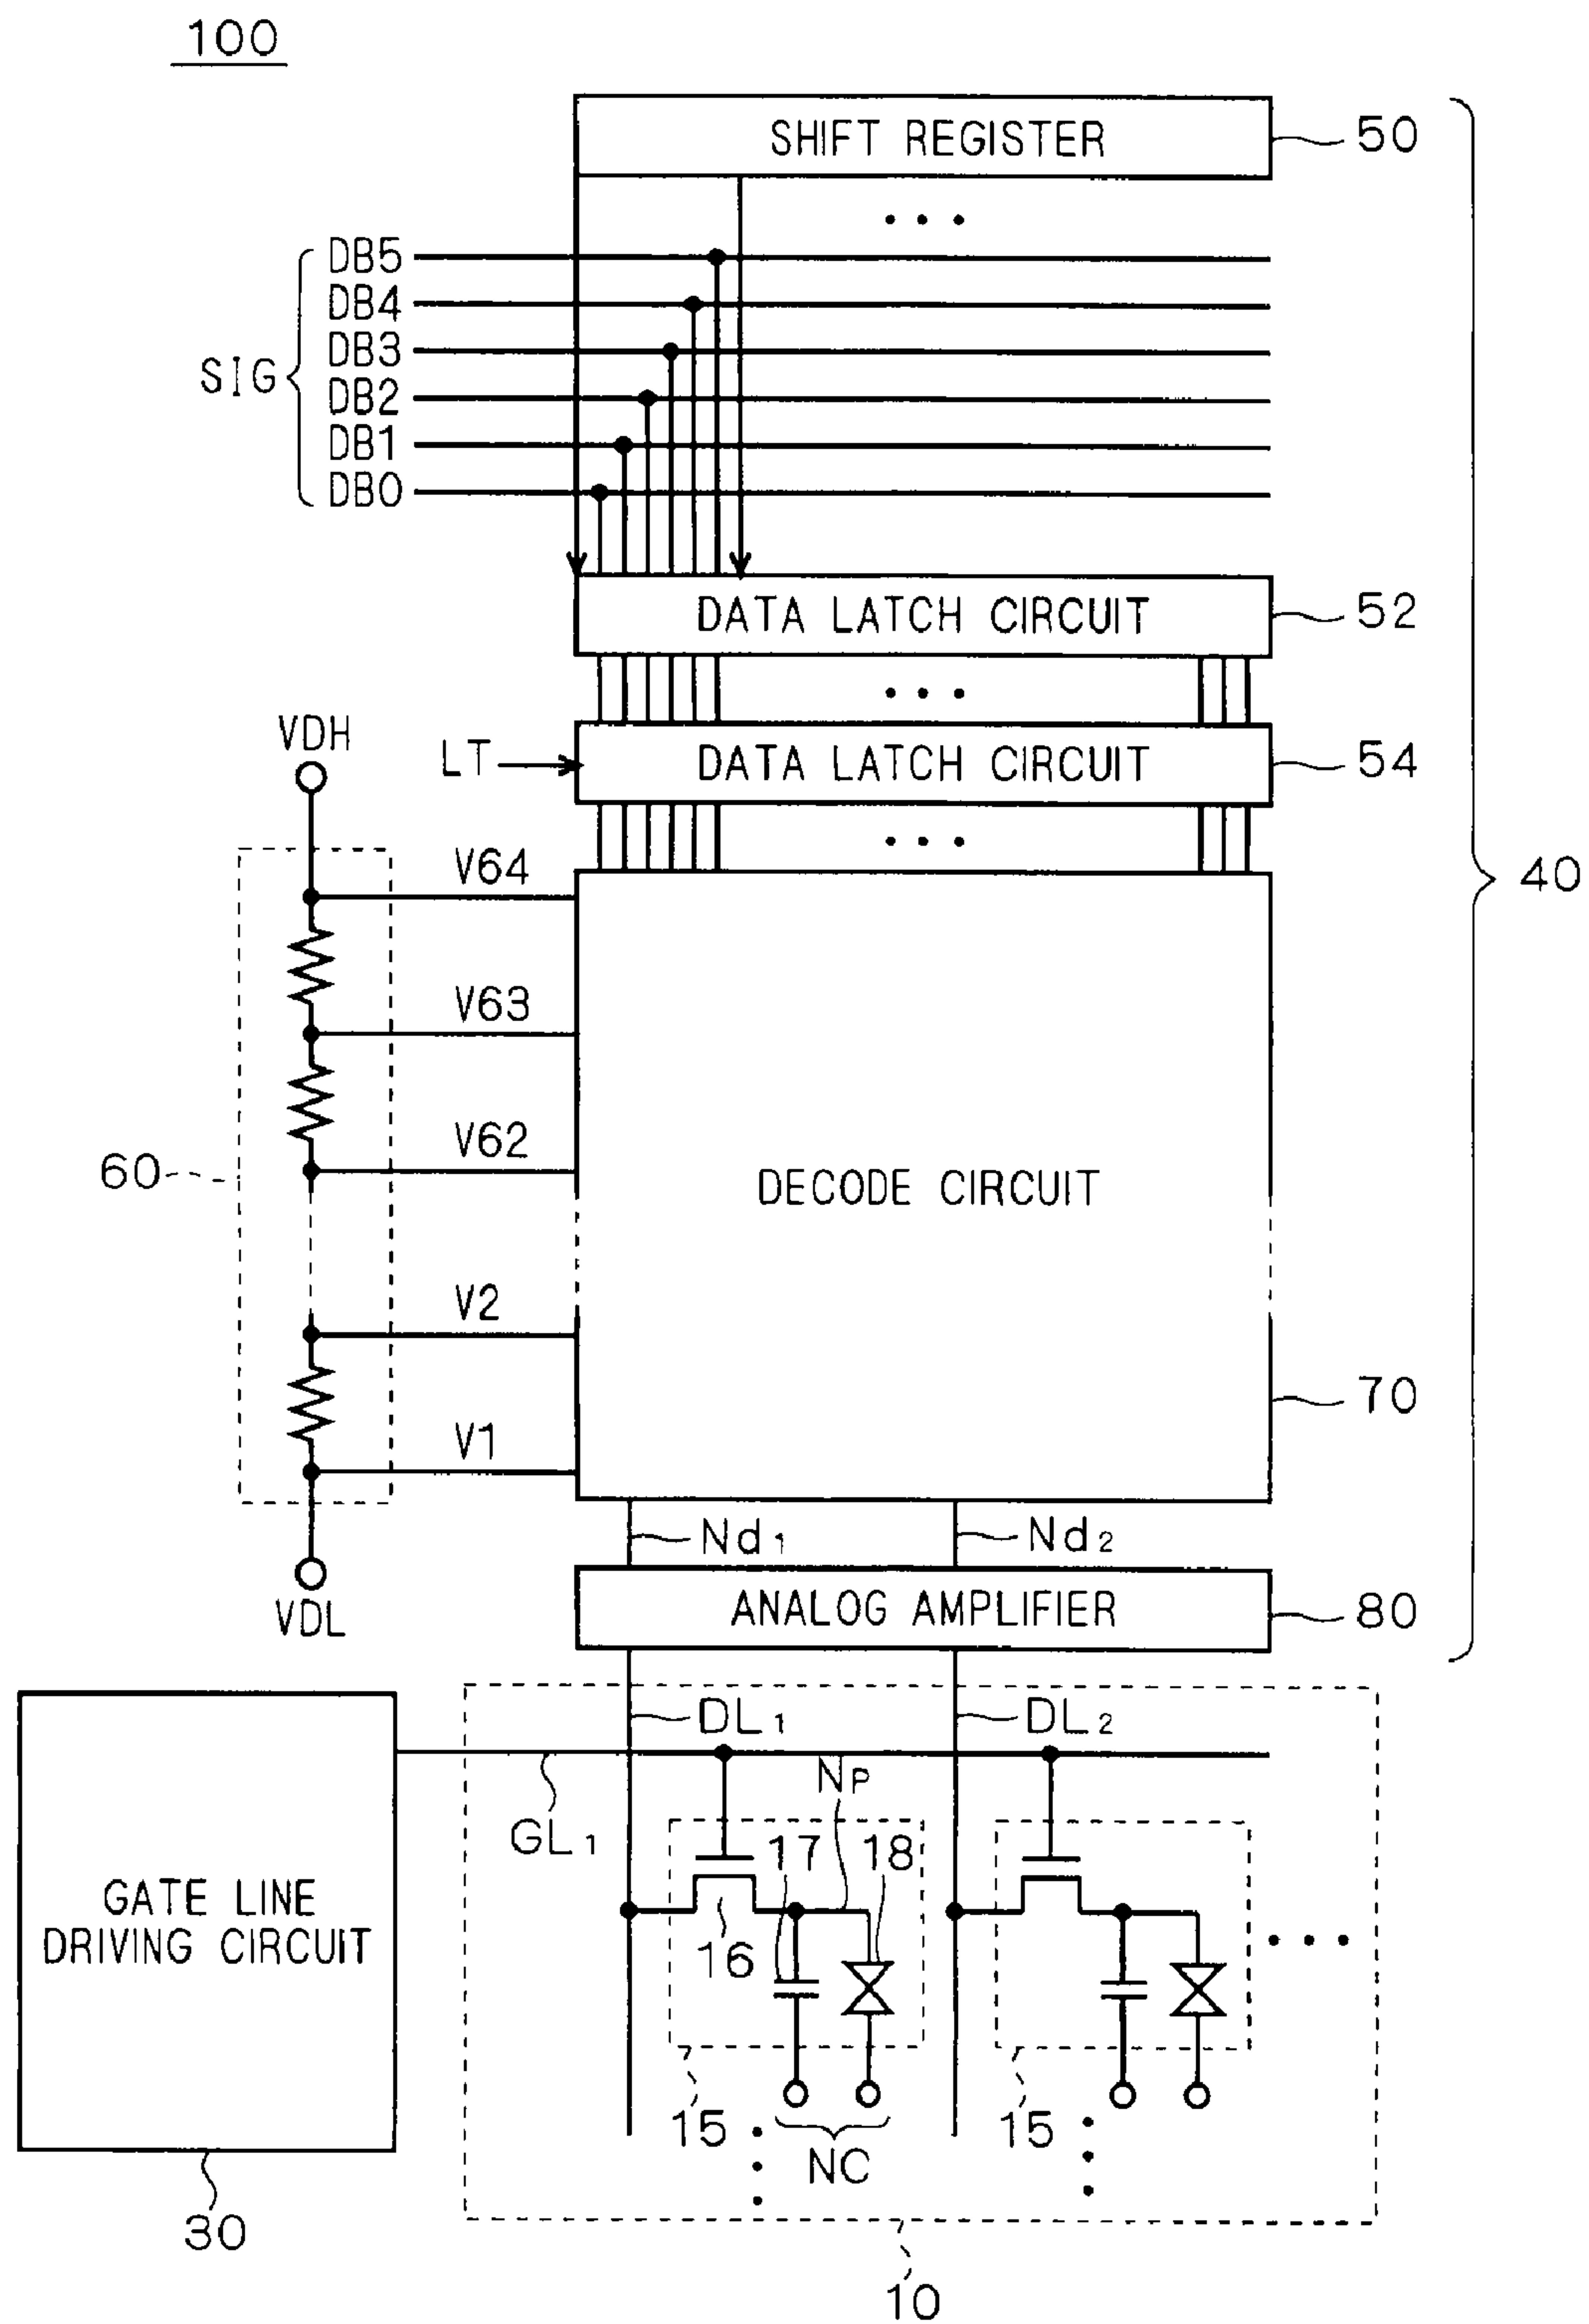 100
SHIFT REGISTER
50
DB5
DB4
DB3
SIG
DB2
DB1
DB0
DATA LATCH CIRCUIT
52
VDH
LT
DATA LATCH CIRCUIT
54
V64
40
V63
V62
60
DECODE CIRCUIT
V2
70
V1
Nd1
Nd2
VDL
ANALOG AMPLIFIER
80
DL1
DL2
NP
GL1
17
18
GATE LINE
DRIVING CIRCUIT
16
15
15
NC
30
10